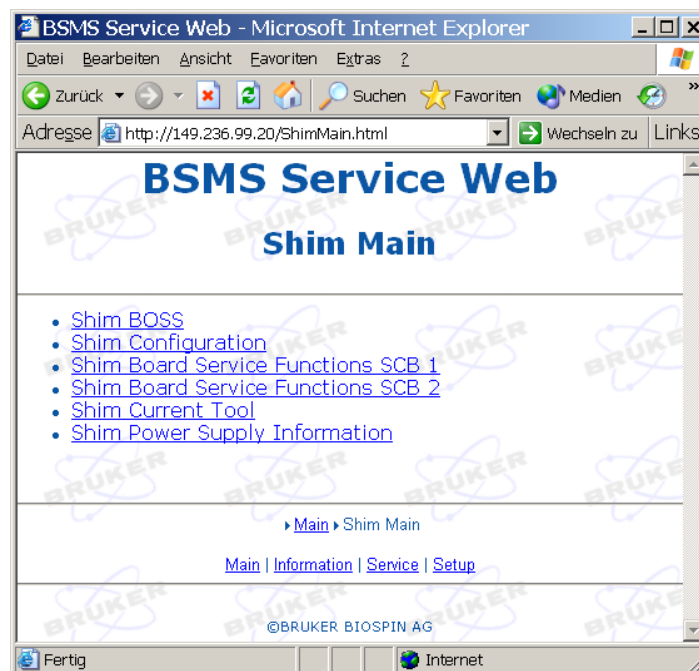 BSMS Service Web - Microsoft Internet Explorer
Datei Bearbeiten Ansicht Favoriten Extras ?
Zurück Suchen Favoriten Medien »
Adresse http://149.236.99.20/ShimMain.html Wechseln zu Links
BSMS Service Web
Shim Main
• Shim BOSS
• Shim Configuration
• Shim Board Service Functions SCB 1
• Shim Board Service Functions SCB 2
• Shim Current Tool
• Shim Power Supply Information
Main Shim Main
Main | Information | Service | Setup
©BRUKER BIOSPIN AG
Fertig Internet
BRUKER